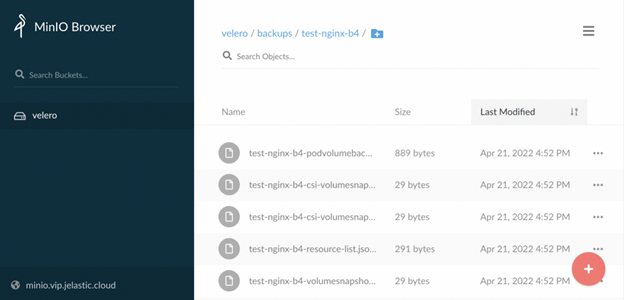 MinIO Browser
Search Buckets...
velero
minio.vip.jelastic.cloud
velero / backups / test-nginx-b4 /
Search Objects...
Name Size Last Modified
test-nginx-b4-podvolumebac... 889 bytes Apr 21, 2022 4:52 PM
test-nginx-b4-csi-volumesnap... 29 bytes Apr 21, 2022 4:52 PM
test-nginx-b4-csi-volumesnap... 29 bytes Apr 21, 2022 4:52 PM
test-nginx-b4-resource-list.jso... 291 bytes Apr 21, 2022 4:52 PM
test-nginx-b4-volumesnapsho... 29 bytes Apr 21, 2022 4:52 PM